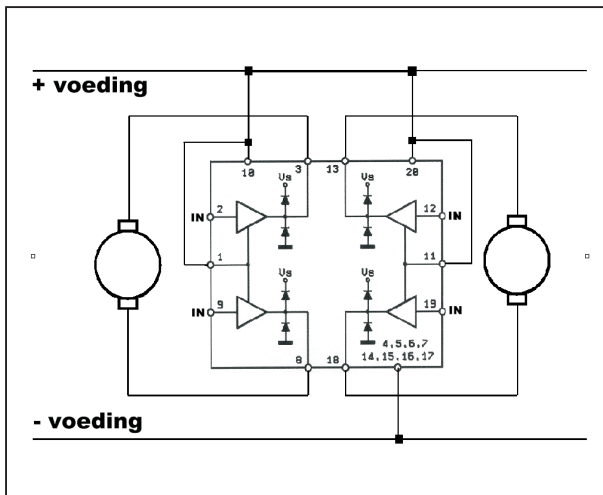 + voeding
10
3
13
20
Vs
Vs
IN
2
12
IN
1
11
Vs
Vs
IN
9
19
IN
4,5,6,7
8
18
14,15,16,17
- voeding